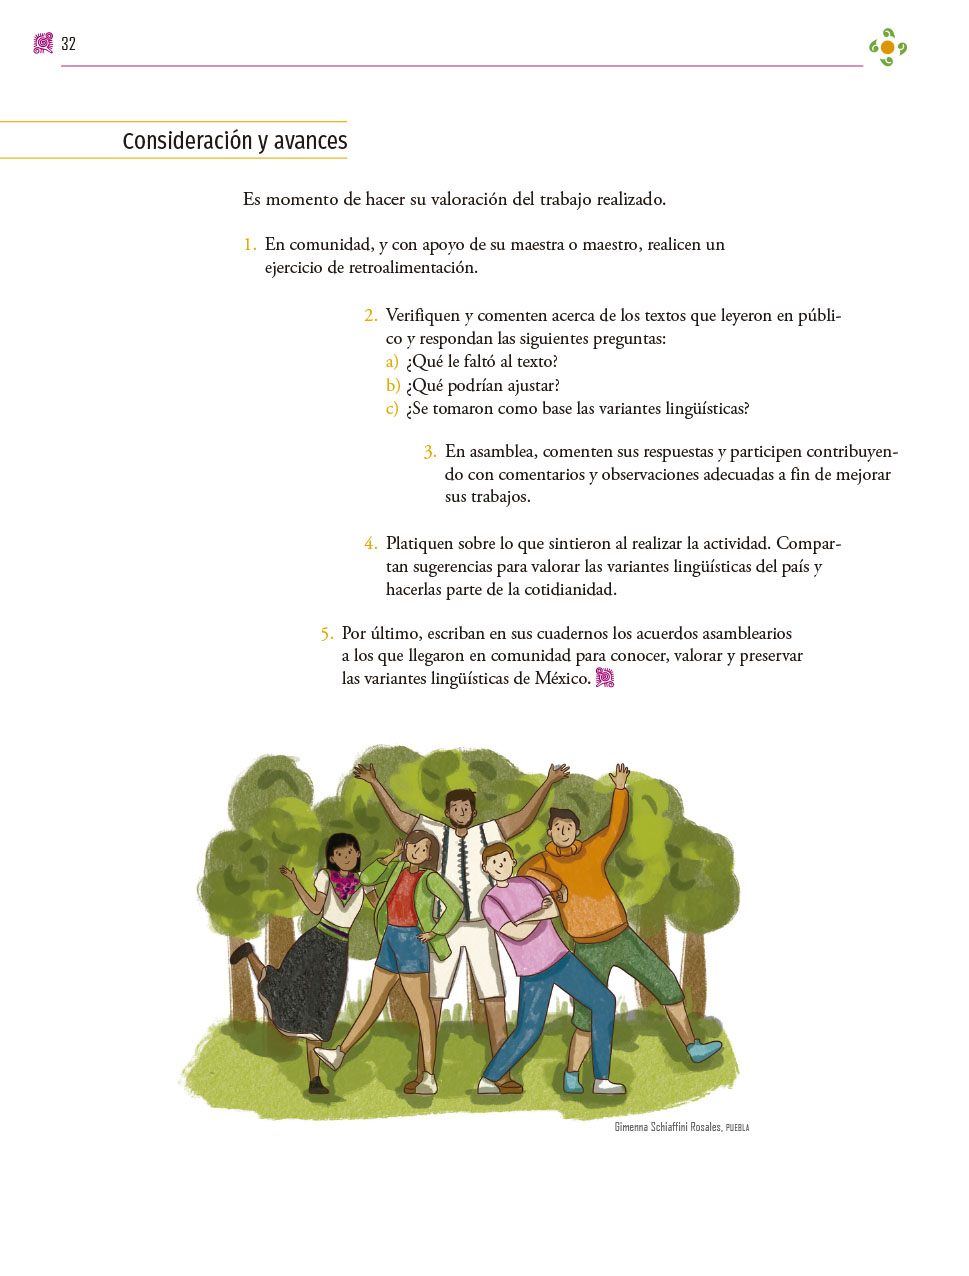 32
Consideración y avances
Es momento de hacer su valoración del trabajo realizado.
1. En comunidad, y con apoyo de su maestra o maestro, realicen un
ejercicio de retroalimentación.
2. Verifiquen y comenten acerca de los textos que leyeron en públi-
co y respondan las siguientes preguntas:
a) ¿Qué le faltó al texto?
b) ¿Qué podrían ajustar?
c) ¿Se tomaron como base las variantes lingüísticas?
3. En asamblea, comenten sus respuestas y participen contribuyen-
do con comentarios y observaciones adecuadas a fin de mejorar
sus trabajos.
4. Platiquen sobre lo que sintieron al realizar la actividad. Compar-
tan sugerencias para valorar las variantes lingüísticas del país y
hacerlas parte de la cotidianidad.
5. Por último, escriban en sus cuadernos los acuerdos asamblearios
a los que llegaron en comunidad para conocer, valorar y preservar
las variantes lingüísticas de México.
Gimenna Schiaffini Rosales, PUEBLA